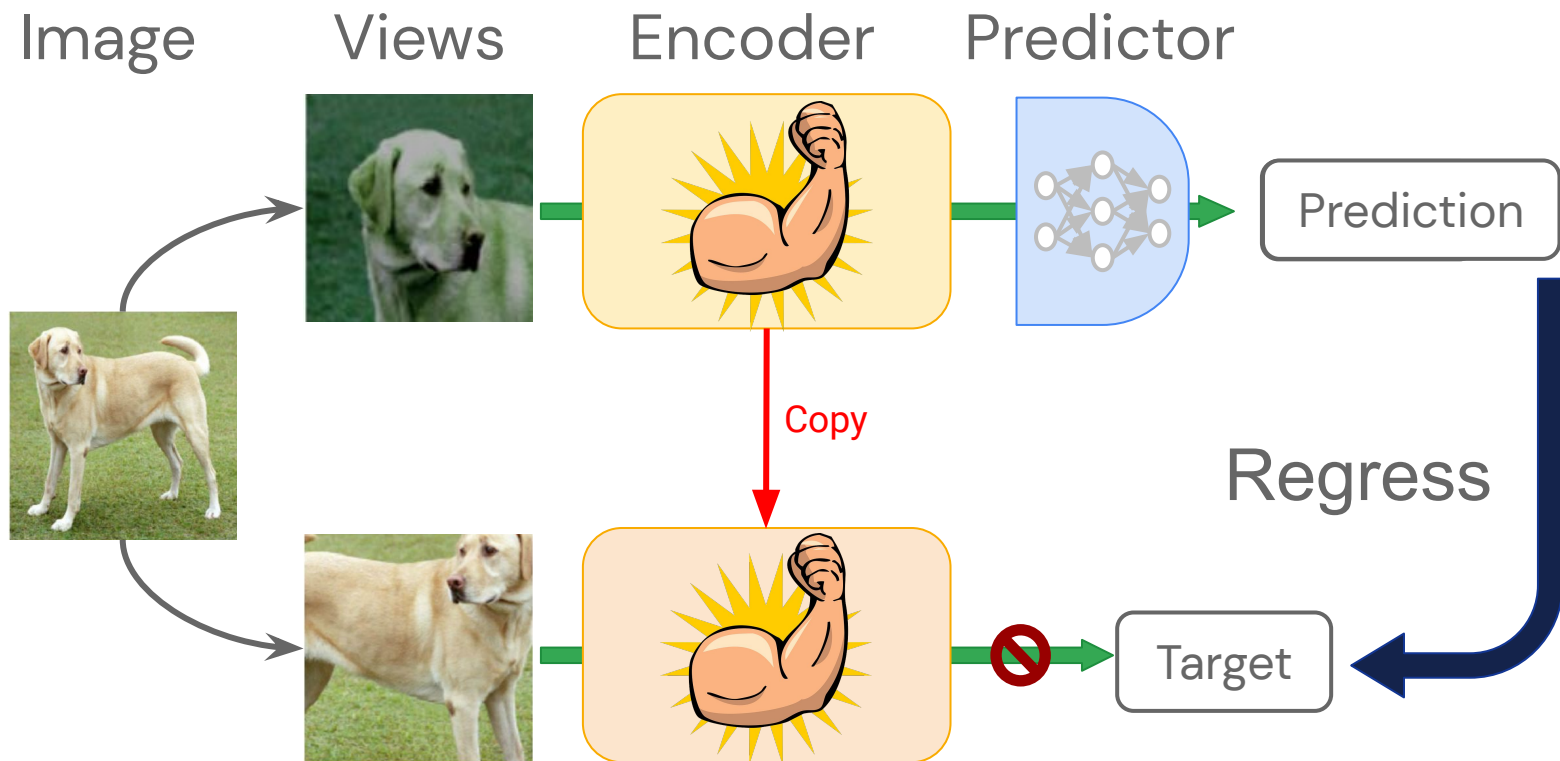 Image
Views
Encoder
Predictor
Prediction
Copy
Regress
Target